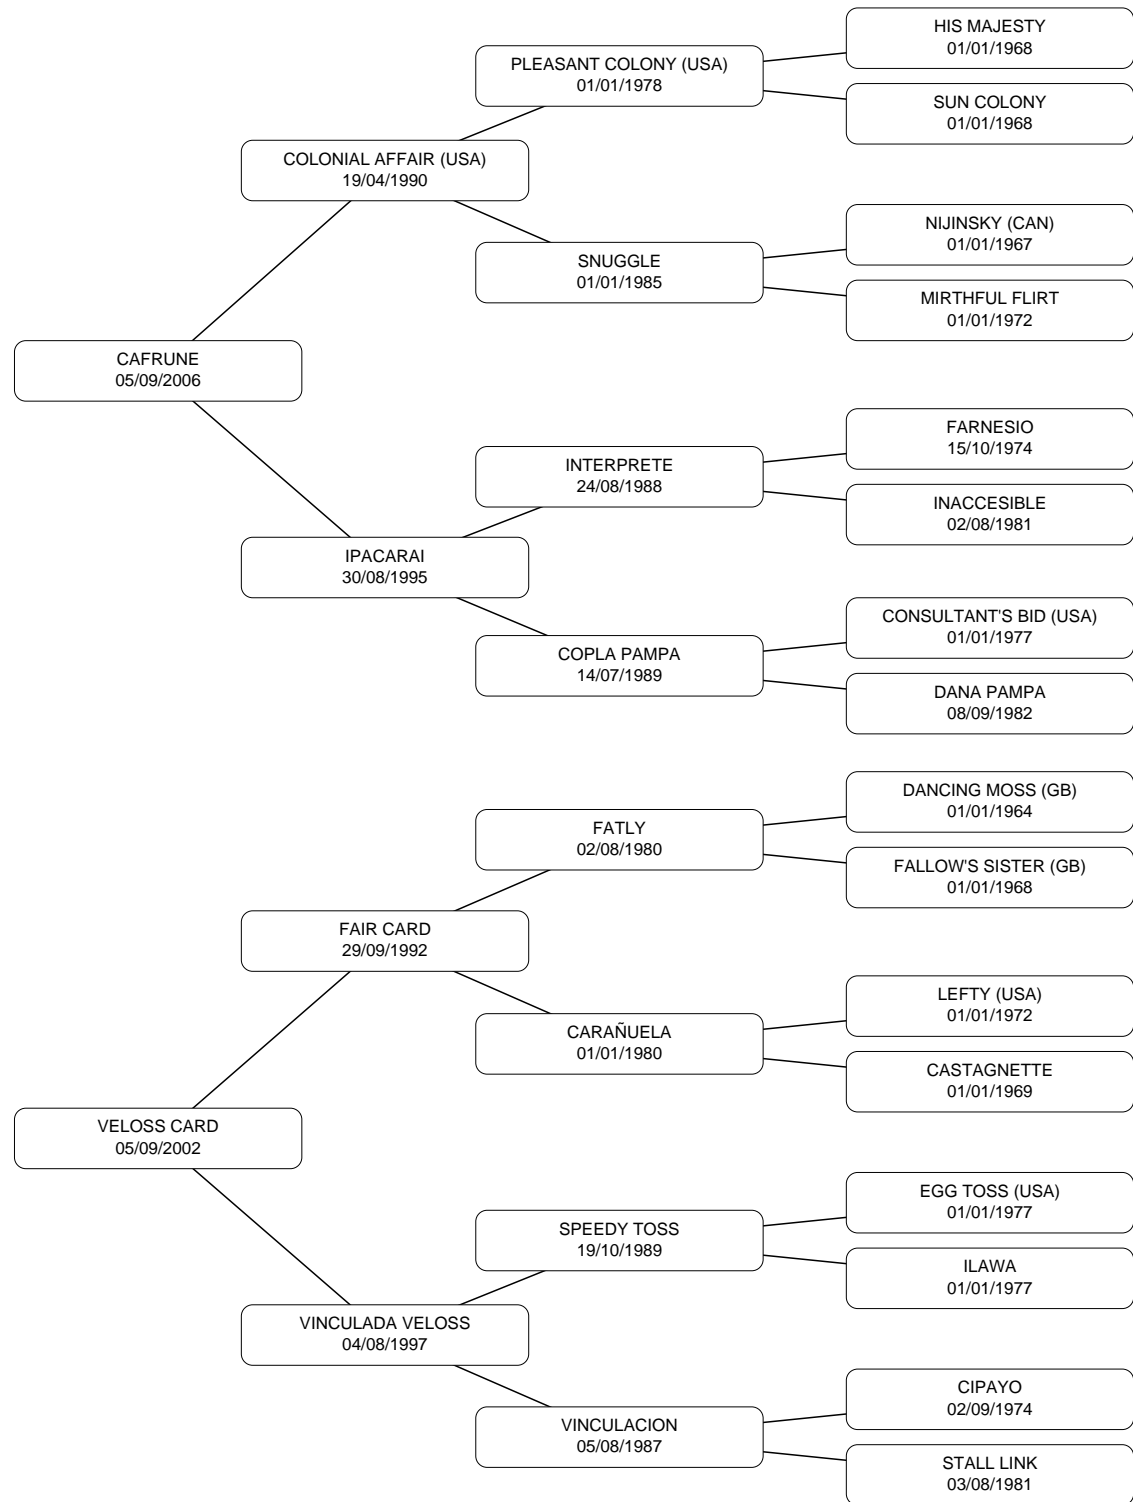 HIS MAJESTY
01/01/1968
PLEASANT COLONY (USA)
01/01/1978
SUN COLONY
01/01/1968
COLONIAL AFFAIR (USA)
19/04/1990
NIJINSKY (CAN)
01/01/1967
SNUGGLE
01/01/1985
MIRTHFUL FLIRT
01/01/1972
CAFRUNE
05/09/2006
FARNESIO
15/10/1974
INTERPRETE
24/08/1988
INACCESIBLE
02/08/1981
IPACARAI
30/08/1995
CONSULTANT'S BID (USA)
01/01/1977
COPLA PAMPA
14/07/1989
DANA PAMPA
08/09/1982
DANCING MOSS (GB)
01/01/1964
FATLY
02/08/1980
FALLOW'S SISTER (GB)
01/01/1968
FAIR CARD
29/09/1992
LEFTY (USA)
01/01/1972
CARAÑUELA
01/01/1980
CASTAGNETTE
01/01/1969
VELOSS CARD
05/09/2002
EGG TOSS (USA)
01/01/1977
SPEEDY TOSS
19/10/1989
ILAWA
01/01/1977
VINCULADA VELOSS
04/08/1997
CIPAYO
02/09/1974
VINCULACION
05/08/1987
STALL LINK
03/08/1981